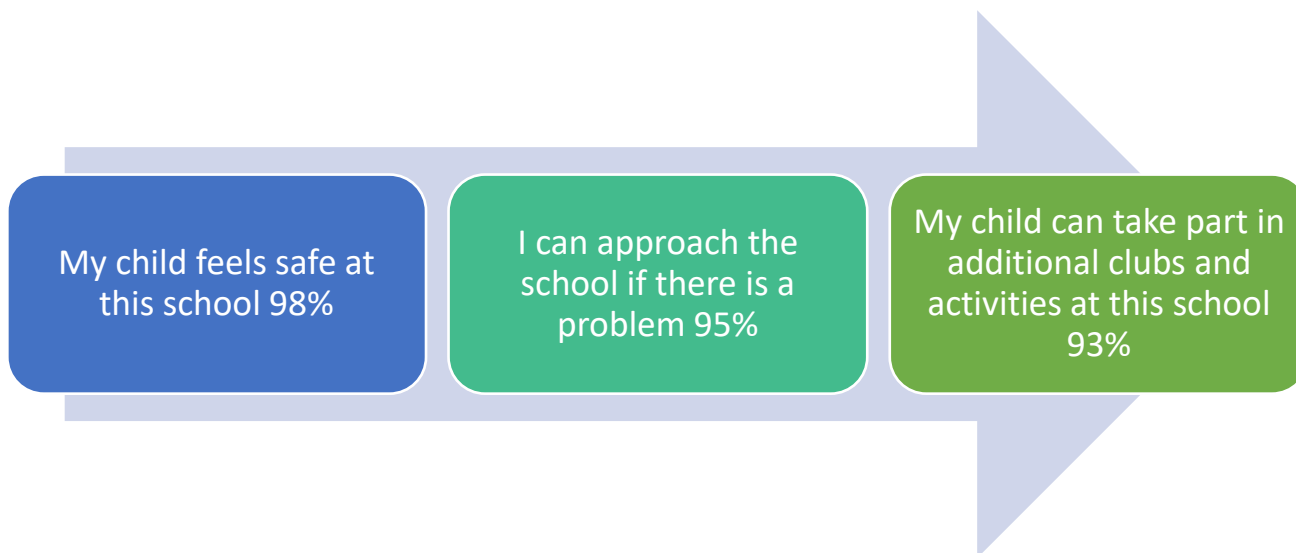 My child feels safe at
this school 98%
I can approach the
school if there is a
problem 95%
My child can take part in
additional clubs and
activities at this school
93%